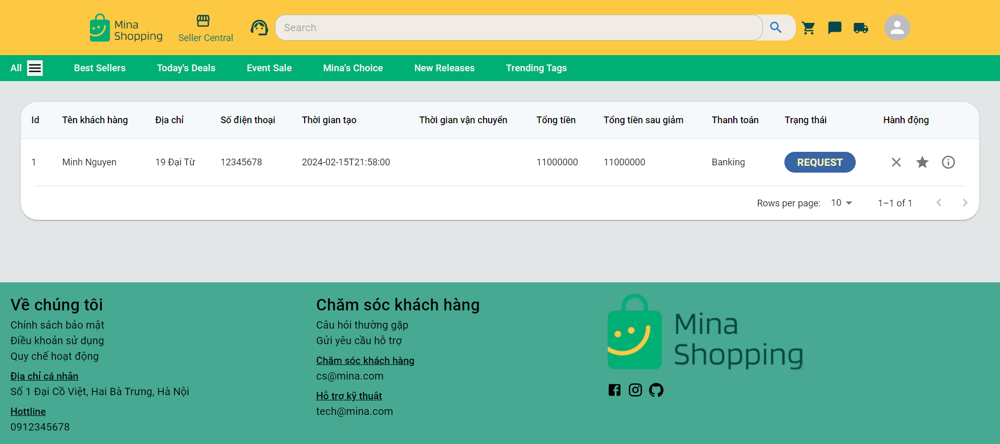 Mina
Shopping
Seller Central
Search
All
Best Sellers
Today's Deals
Event Sale
Mina's Choice
New Releases
Trending Tags
Id
Tên khách hàng
Địa chỉ
Số điện thoại
Thời gian tạo
Thời gian vận chuyển
Tổng tiền
Tổng tiền sau giảm
Thanh toán
Trạng thái
Hành động
1
Minh Nguyen
19 Đại Từ
12345678
2024-02-15T21:58:00
11000000
11000000
Banking
REQUEST
Rows per page:
10
1–1 of 1
Về chúng tôi
Chính sách bảo mật
Điều khoản sử dụng
Quy chế hoạt động
Địa chỉ cá nhân
Số 1 Đại Cồ Việt, Hai Bà Trưng, Hà Nội
Hottline
0912345678
Chăm sóc khách hàng
Câu hỏi thường gặp
Gửi yêu cầu hỗ trợ
Chăm sóc khách hàng
cs@mina.com
Hỗ trợ kỹ thuật
tech@mina.com
Mina
Shopping